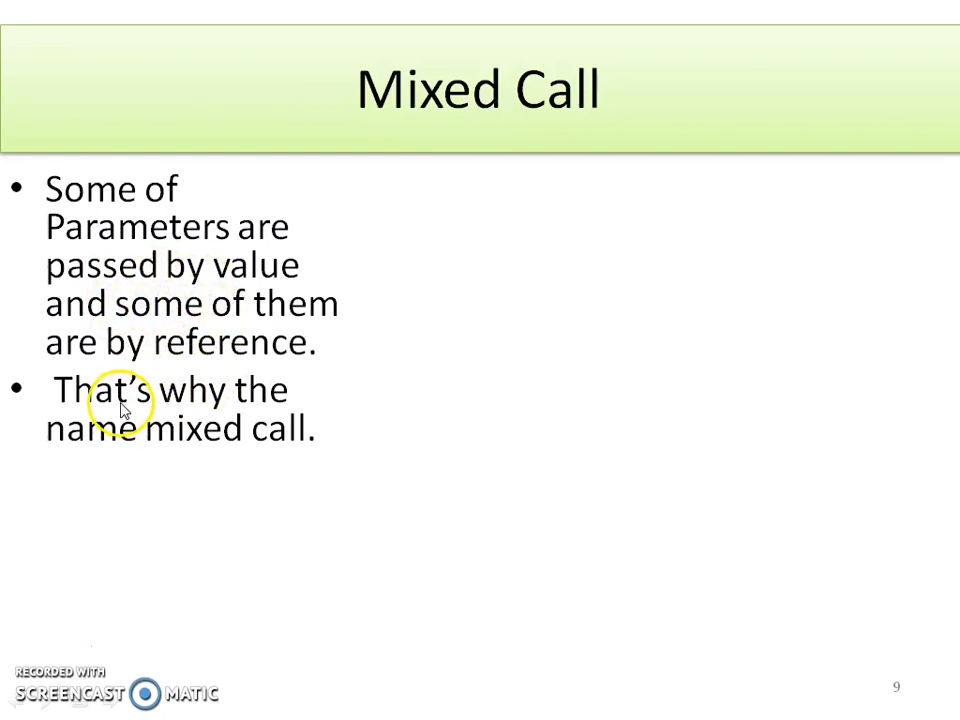 Mixed Call
• Some of
Parameters are
passed by value
and some of them
are by reference.
• That’s why the
name mixed call.
RECORDED WITH
SCREENCAST MATIC
9